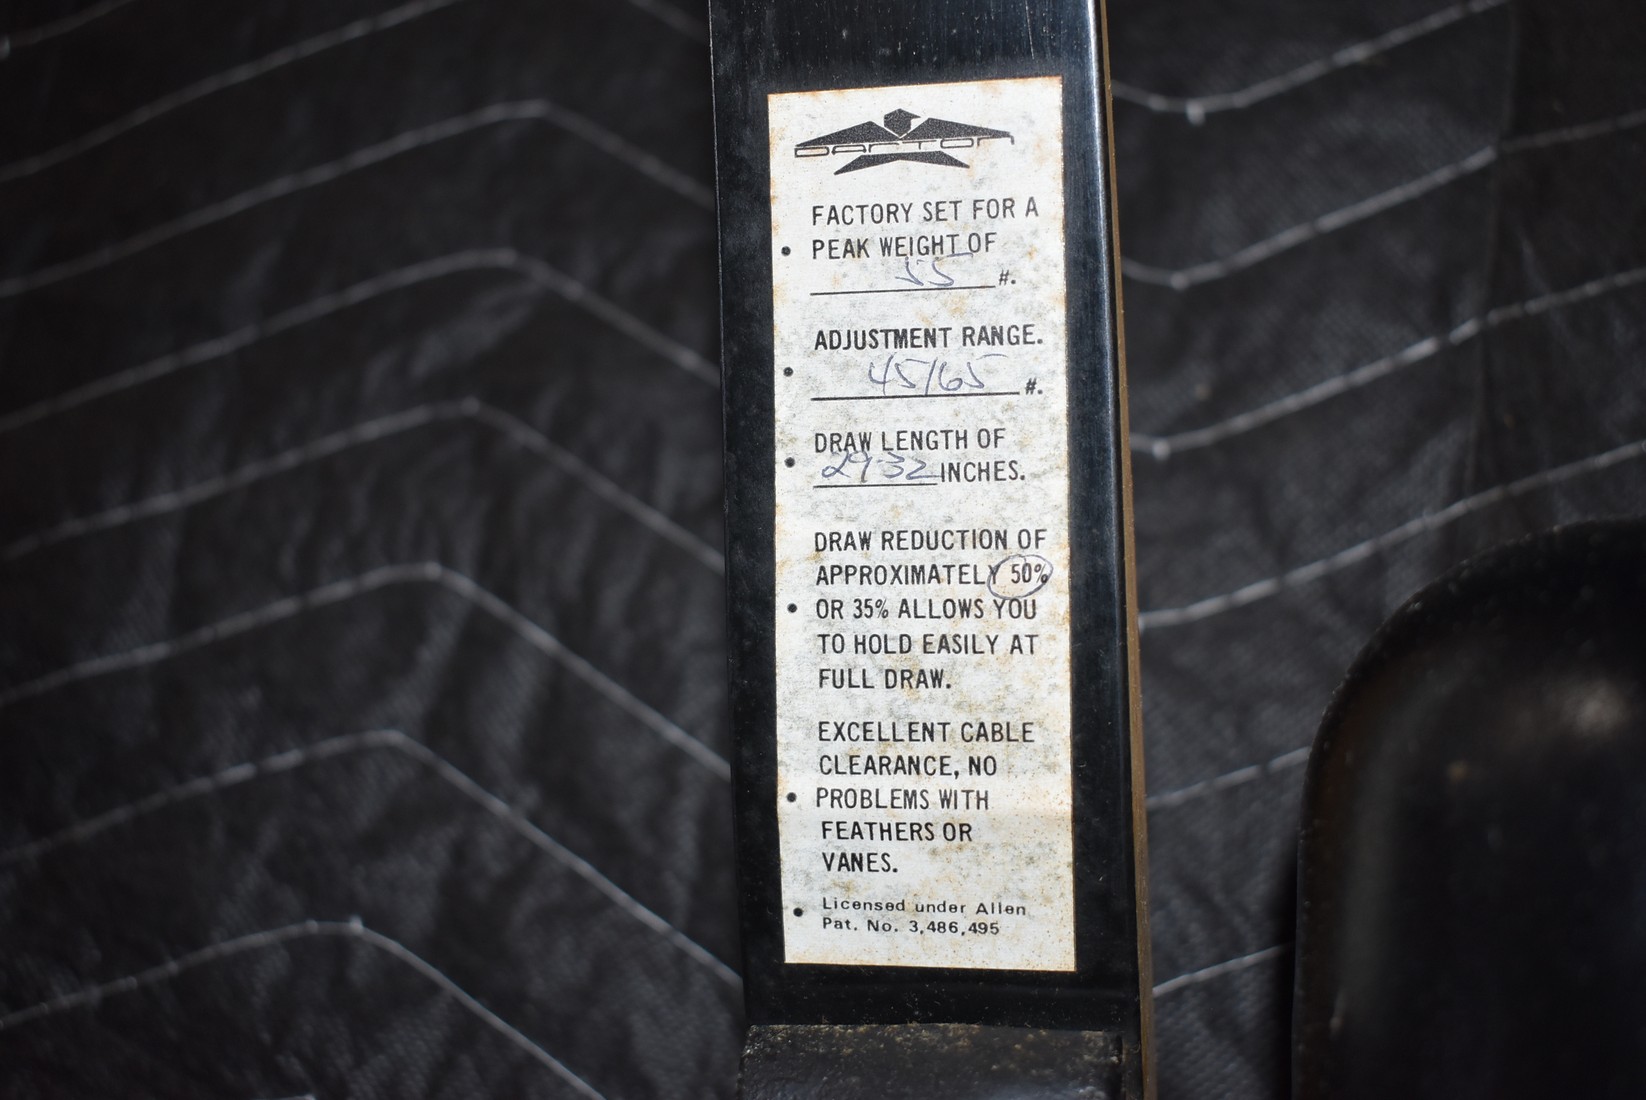 DARTON
FACTORY SET FOR A
• PEAK WEIGHT OF
55 #.
ADJUSTMENT RANGE.
• 45/65 #.
DRAW LENGTH OF
• 29-32 INCHES.
DRAW REDUCTION OF
APPROXIMATELY 50%
• OR 35% ALLOWS YOU
TO HOLD EASILY AT
FULL DRAW.
EXCELLENT CABLE
CLEARANCE, NO
• PROBLEMS WITH
FEATHERS OR
VANES.
• Licensed under Allen
Pat. No. 3,486,495